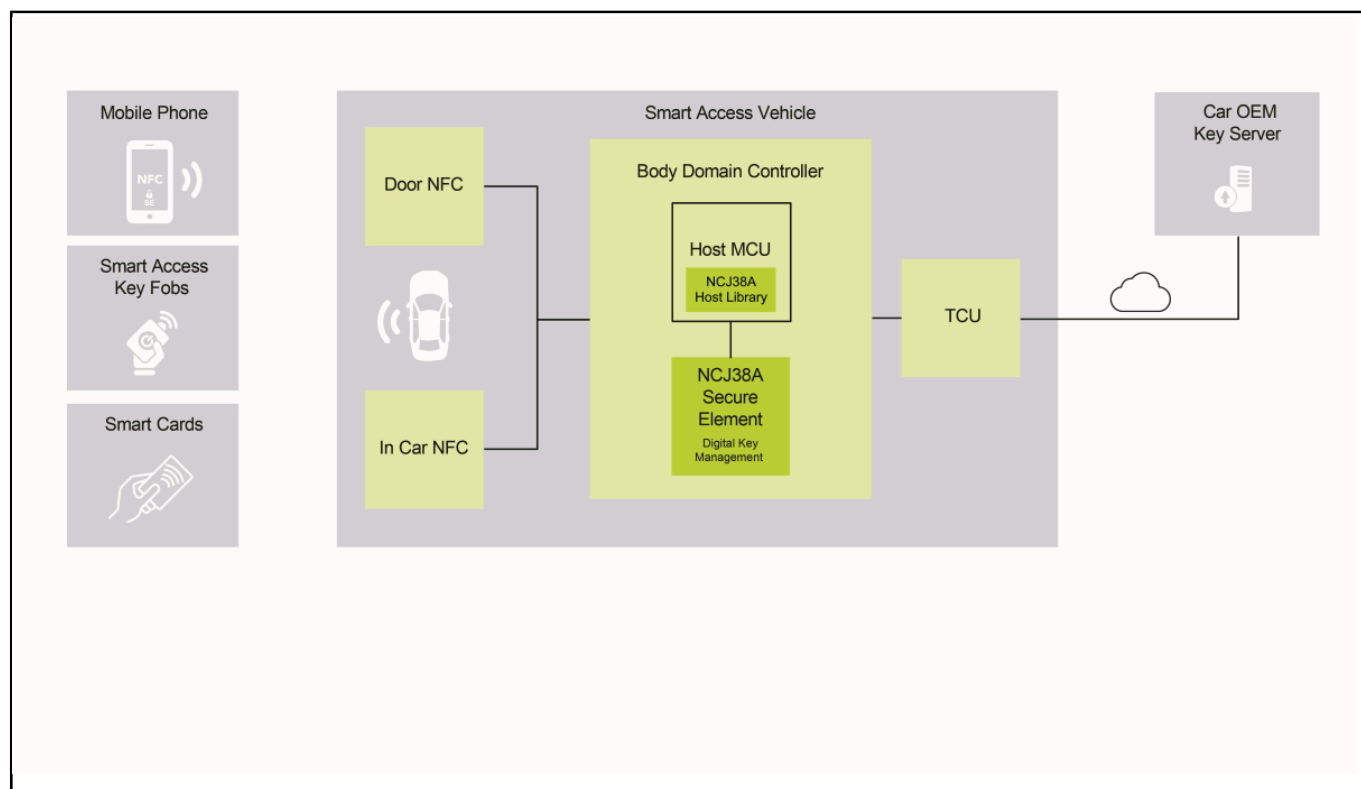 Mobile Phone
NFC
SE
Smart Access
Key Fobs
Smart Cards
Smart Access Vehicle
Door NFC
In Car NFC
Body Domain Controller
Host MCU
NCJ38A
Host Library
NCJ38A
Secure
Element
Digital Key
Management
TCU
Car OEM
Key Server